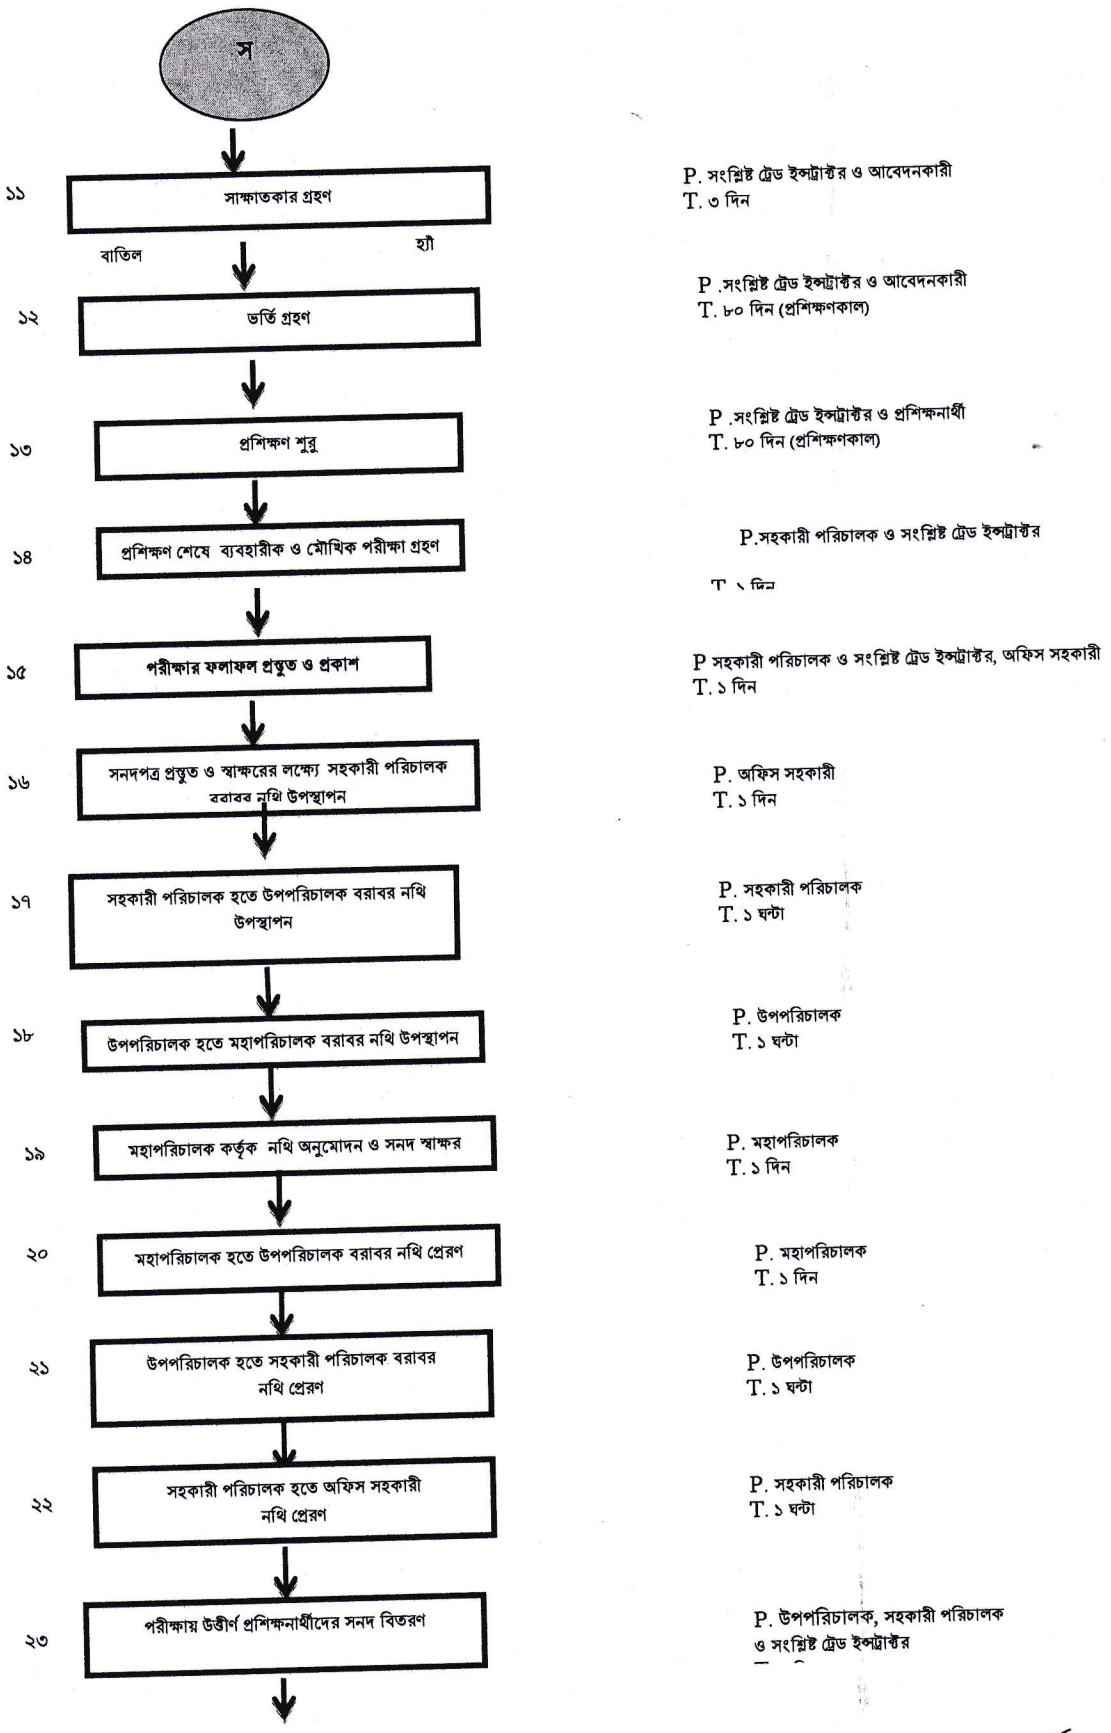 স
১১
সাক্ষাতকার গ্রহণ
P. সংশ্লিষ্ট ট্রেড ইন্সট্রাক্টর ও আবেদনকারী
T. ৩ দিন
বাতিল
হ্যাঁ
১২
ভর্তি গ্রহণ
P .সংশ্লিষ্ট ট্রেড ইন্সট্রাক্টর ও আবেদনকারী
T. ৮০ দিন (প্রশিক্ষণকাল)
১৩
প্রশিক্ষণ শুরু
P .সংশ্লিষ্ট ট্রেড ইন্সট্রাক্টর ও প্রশিক্ষনার্থী
T. ৮০ দিন (প্রশিক্ষণকাল)
১৪
প্রশিক্ষণ শেষে ব্যবহারীক ও মৌখিক পরীক্ষা গ্রহণ
P.সহকারী পরিচালক ও সংশ্লিষ্ট ট্রেড ইন্সট্রাক্টর
T ১ দিন
১৫
পরীক্ষার ফলাফল প্রস্তুত ও প্রকাশ
P সহকারী পরিচালক ও সংশ্লিষ্ট ট্রেড ইন্সট্রাক্টর, অফিস সহকারী
T. ১ দিন
১৬
সনদপত্র প্রস্তুত ও স্বাক্ষরের লক্ষ্যে সহকারী পরিচালক
বরাবর নথি উপস্থাপন
P. অফিস সহকারী
T. ১ দিন
১৭
সহকারী পরিচালক হতে উপপরিচালক বরাবর নথি
উপস্থাপন
P. সহকারী পরিচালক
T. ১ ঘন্টা
১৮
উপপরিচালক হতে মহাপরিচালক বরাবর নথি উপস্থাপন
P. উপপরিচালক
T. ১ ঘন্টা
১৯
মহাপরিচালক কর্তৃক নথি অনুমোদন ও সনদ স্বাক্ষর
P. মহাপরিচালক
T. ১ দিন
২০
মহাপরিচালক হতে উপপরিচালক বরাবর নথি প্রেরণ
P. মহাপরিচালক
T. ১ দিন
২১
উপপরিচালক হতে সহকারী পরিচালক বরাবর
নথি প্রেরণ
P. উপপরিচালক
T. ১ ঘন্টা
২২
সহকারী পরিচালক হতে অফিস সহকারী
নথি প্রেরণ
P. সহকারী পরিচালক
T. ১ ঘন্টা
২৩
পরীক্ষায় উত্তীর্ণ প্রশিক্ষনার্থীদের সনদ বিতরণ
P. উপপরিচালক, সহকারী পরিচালক
ও সংশ্লিষ্ট ট্রেড ইন্সট্রাক্টর